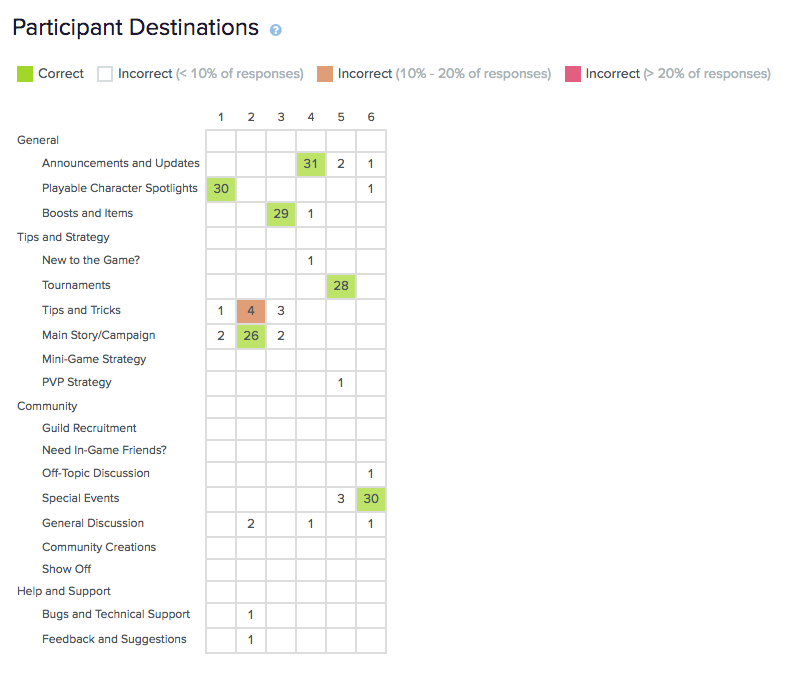 Participant Destinations ?
Correct Incorrect (< 10% of responses) Incorrect (10% - 20% of responses) Incorrect (> 20% of responses)
1 2 3 4 5 6
General
Announcements and Updates 31 2 1
Playable Character Spotlights 30 1
Boosts and Items 29 1
Tips and Strategy
New to the Game? 1
Tournaments 28
Tips and Tricks 1 4 3
Main Story/Campaign 2 26 2
Mini-Game Strategy
PVP Strategy 1
Community
Guild Recruitment
Need In-Game Friends?
Off-Topic Discussion 1
Special Events 3 30
General Discussion 2 1 1
Community Creations
Show Off
Help and Support
Bugs and Technical Support 1
Feedback and Suggestions 1